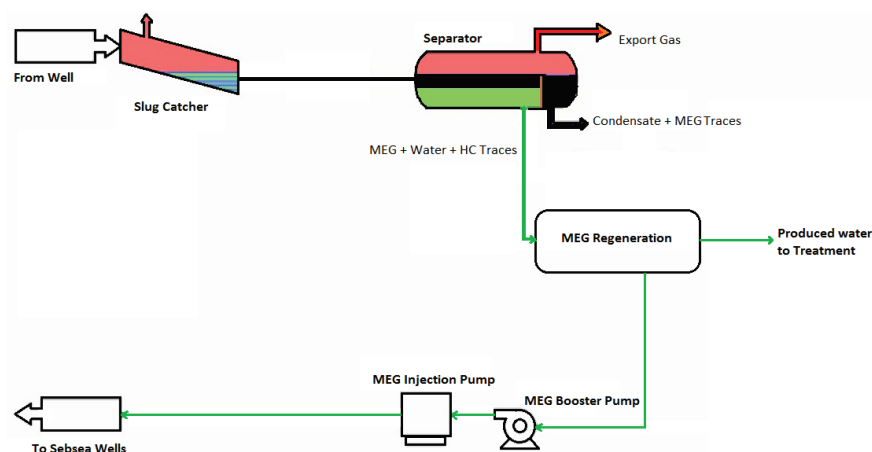 Separator
Export Gas
From Well
Slug Catcher
Condensate + MEG Traces
MEG + Water + HC Traces
MEG Regeneration
Produced water
to Treatment
MEG Injection Pump
MEG Booster Pump
To Sebsea Wells